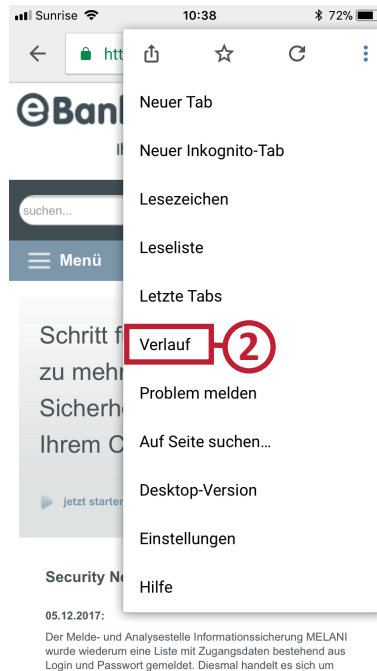 Sunrise 10:38 72%
htt
eBan
Ih
suchen...
Menü
Neuer Tab
Neuer Inkognito-Tab
Lesezeichen
Leseliste
Letzte Tabs
Verlauf 2
Problem melden
Auf Seite suchen...
Desktop-Version
Einstellungen
Hilfe
Schritt f
zu mehr
Sicherh
Ihrem C
jetzt starten
Security Ne
05.12.2017:
Der Melde- und Analysestelle Informationssicherung MELANI
wurde wiederum eine Liste mit Zugangsdaten bestehend aus
Login und Passwort gemeldet. Diesmal handelt es sich um